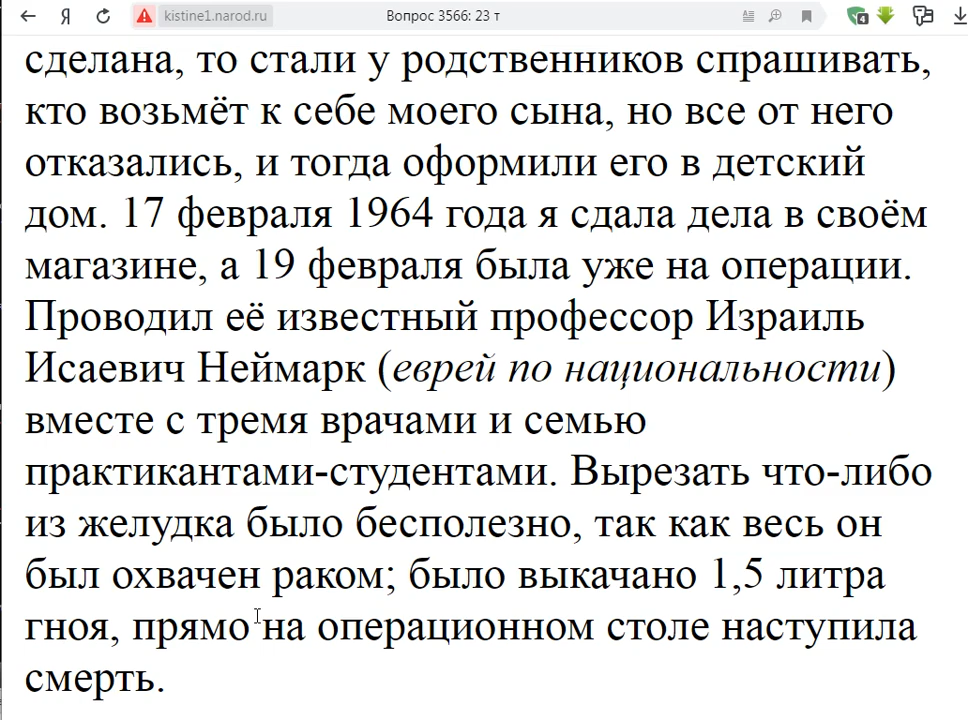 Я kistine1.narod.ru Вопрос 3566: 23 т 4
сделана, то стали у родственников спрашивать,
кто возьмёт к себе моего сына, но все от него
отказались, и тогда оформили его в детский
дом. 17 февраля 1964 года я сдала дела в своём
магазине, а 19 февраля была уже на операции.
Проводил её известный профессор Израиль
Исаевич Неймарк (еврей по национальности)
вместе с тремя врачами и семью
практикантами-студентами. Вырезать что-либо
из желудка было бесполезно, так как весь он
был охвачен раком; было выкачано 1,5 литра
гноя, прямо на операционном столе наступила
смерть.